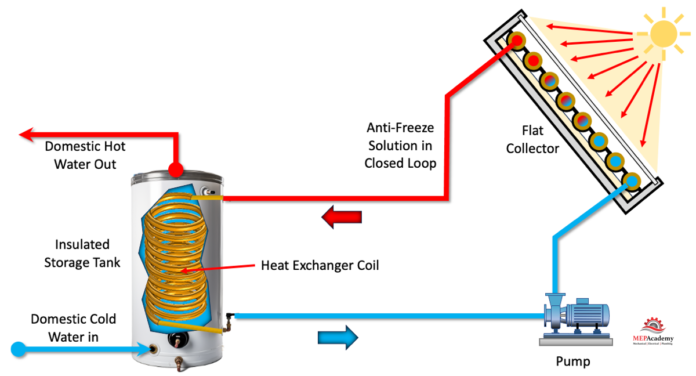 Domestic Hot
Water Out
Anti-Freeze
Solution in
Closed Loop
Flat
Collector
Insulated
Storage Tank
Heat Exchanger Coil
Domestic Cold
Water in
Pump
MEPAcademy